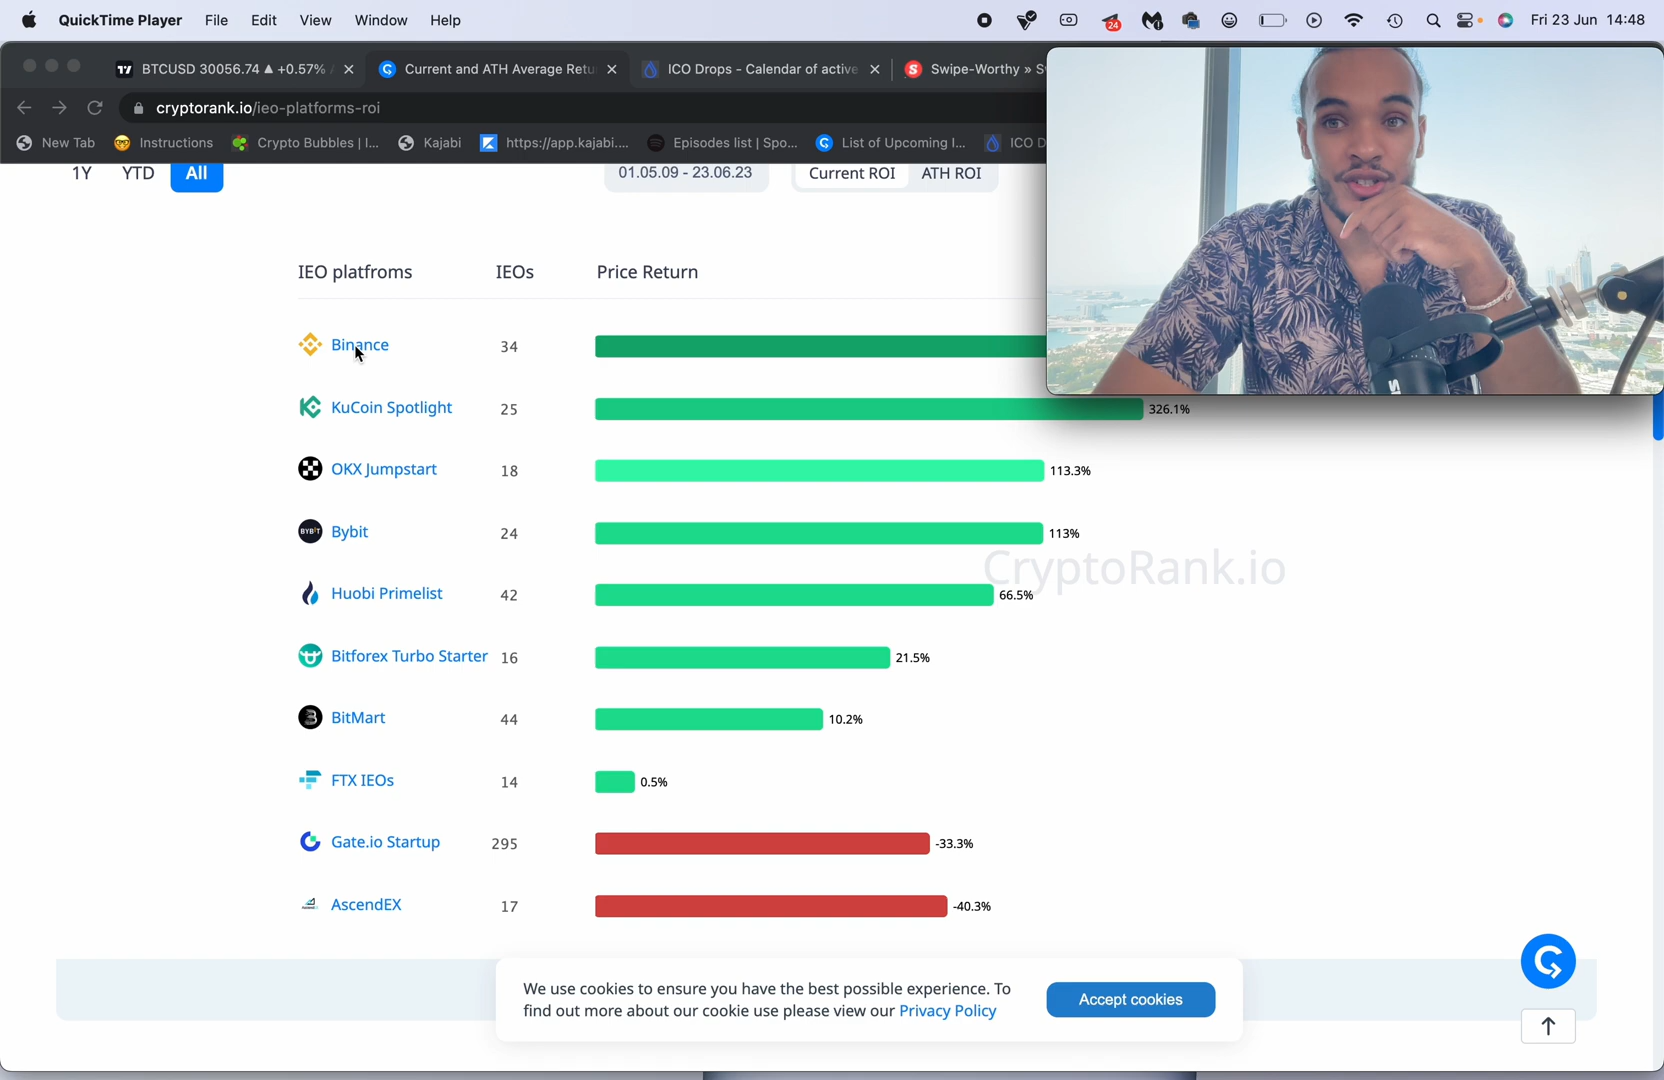 QuickTime Player File Edit View Window Help 24 Fri 23 Jun 14:48
BTCUSD 30056.74 ▲ +0.57% Current and ATH Average Retu ICO Drops - Calendar of active Swipe-Worthy »
cryptorank.io/ieo-platforms-roi
New Tab Instructions Crypto Bubbles | I... Kajabi https://app.kajabi.... Episodes list | Spo... List of Upcoming I... ICO D
1Y YTD All 01.05.09 - 23.06.23 Current ROI ATH ROI
IEO platfroms IEOs Price Return
Binance 34
KuCoin Spotlight 25 326.1%
OKX Jumpstart 18 113.3%
BYBIT Bybit 24 113%
CryptoRank.io
Huobi Primelist 42 66.5%
Bitforex Turbo Starter 16 21.5%
BitMart 44 10.2%
FTX IEOs 14 0.5%
Gate.io Startup 295 -33.3%
AscendEX 17 -40.3%
We use cookies to ensure you have the best possible experience. To
find out more about our cookie use please view our Privacy Policy
Accept cookies